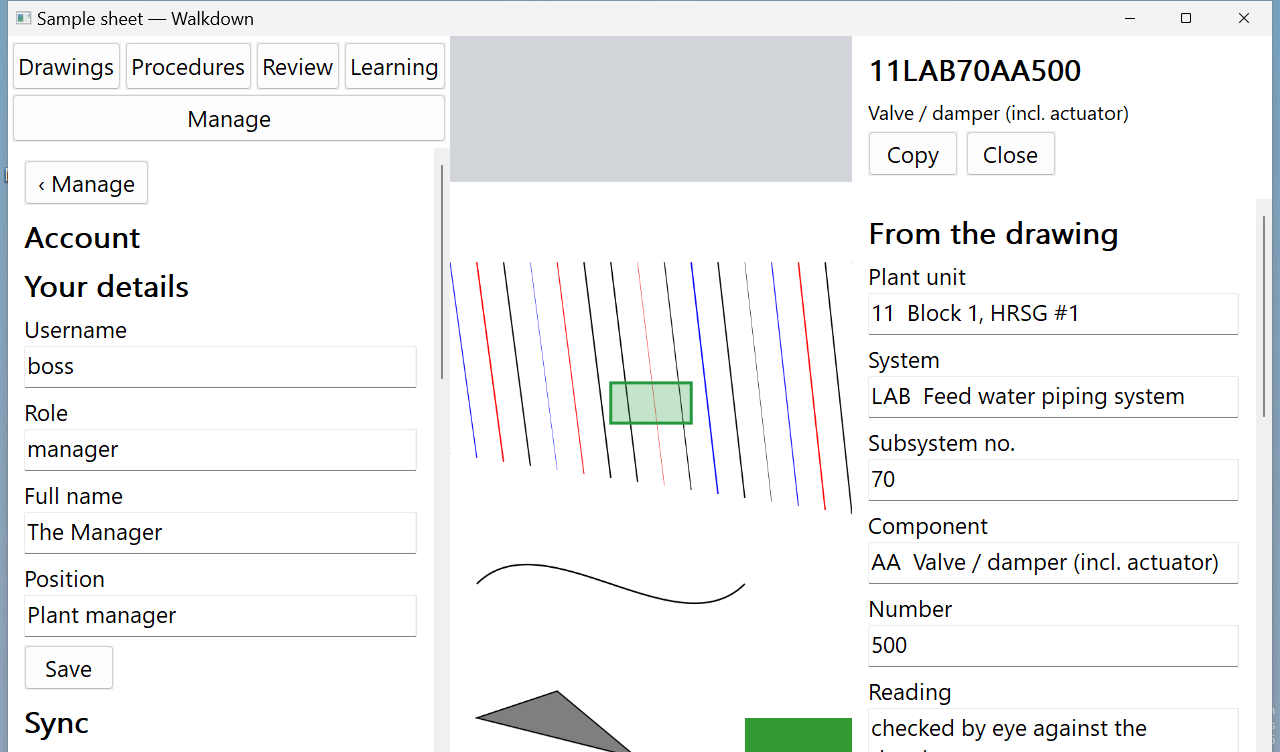 Sample sheet — Walkdown
Drawings
Procedures
Review
Learning
Manage
‹ Manage
Account
Your details
Username
boss
Role
manager
Full name
The Manager
Position
Plant manager
Save
Sync
11LAB70AA500
Valve / damper (incl. actuator)
Copy
Close
From the drawing
Plant unit
11 Block 1, HRSG #1
System
LAB Feed water piping system
Subsystem no.
70
Component
AA Valve / damper (incl. actuator)
Number
500
Reading
checked by eye against the